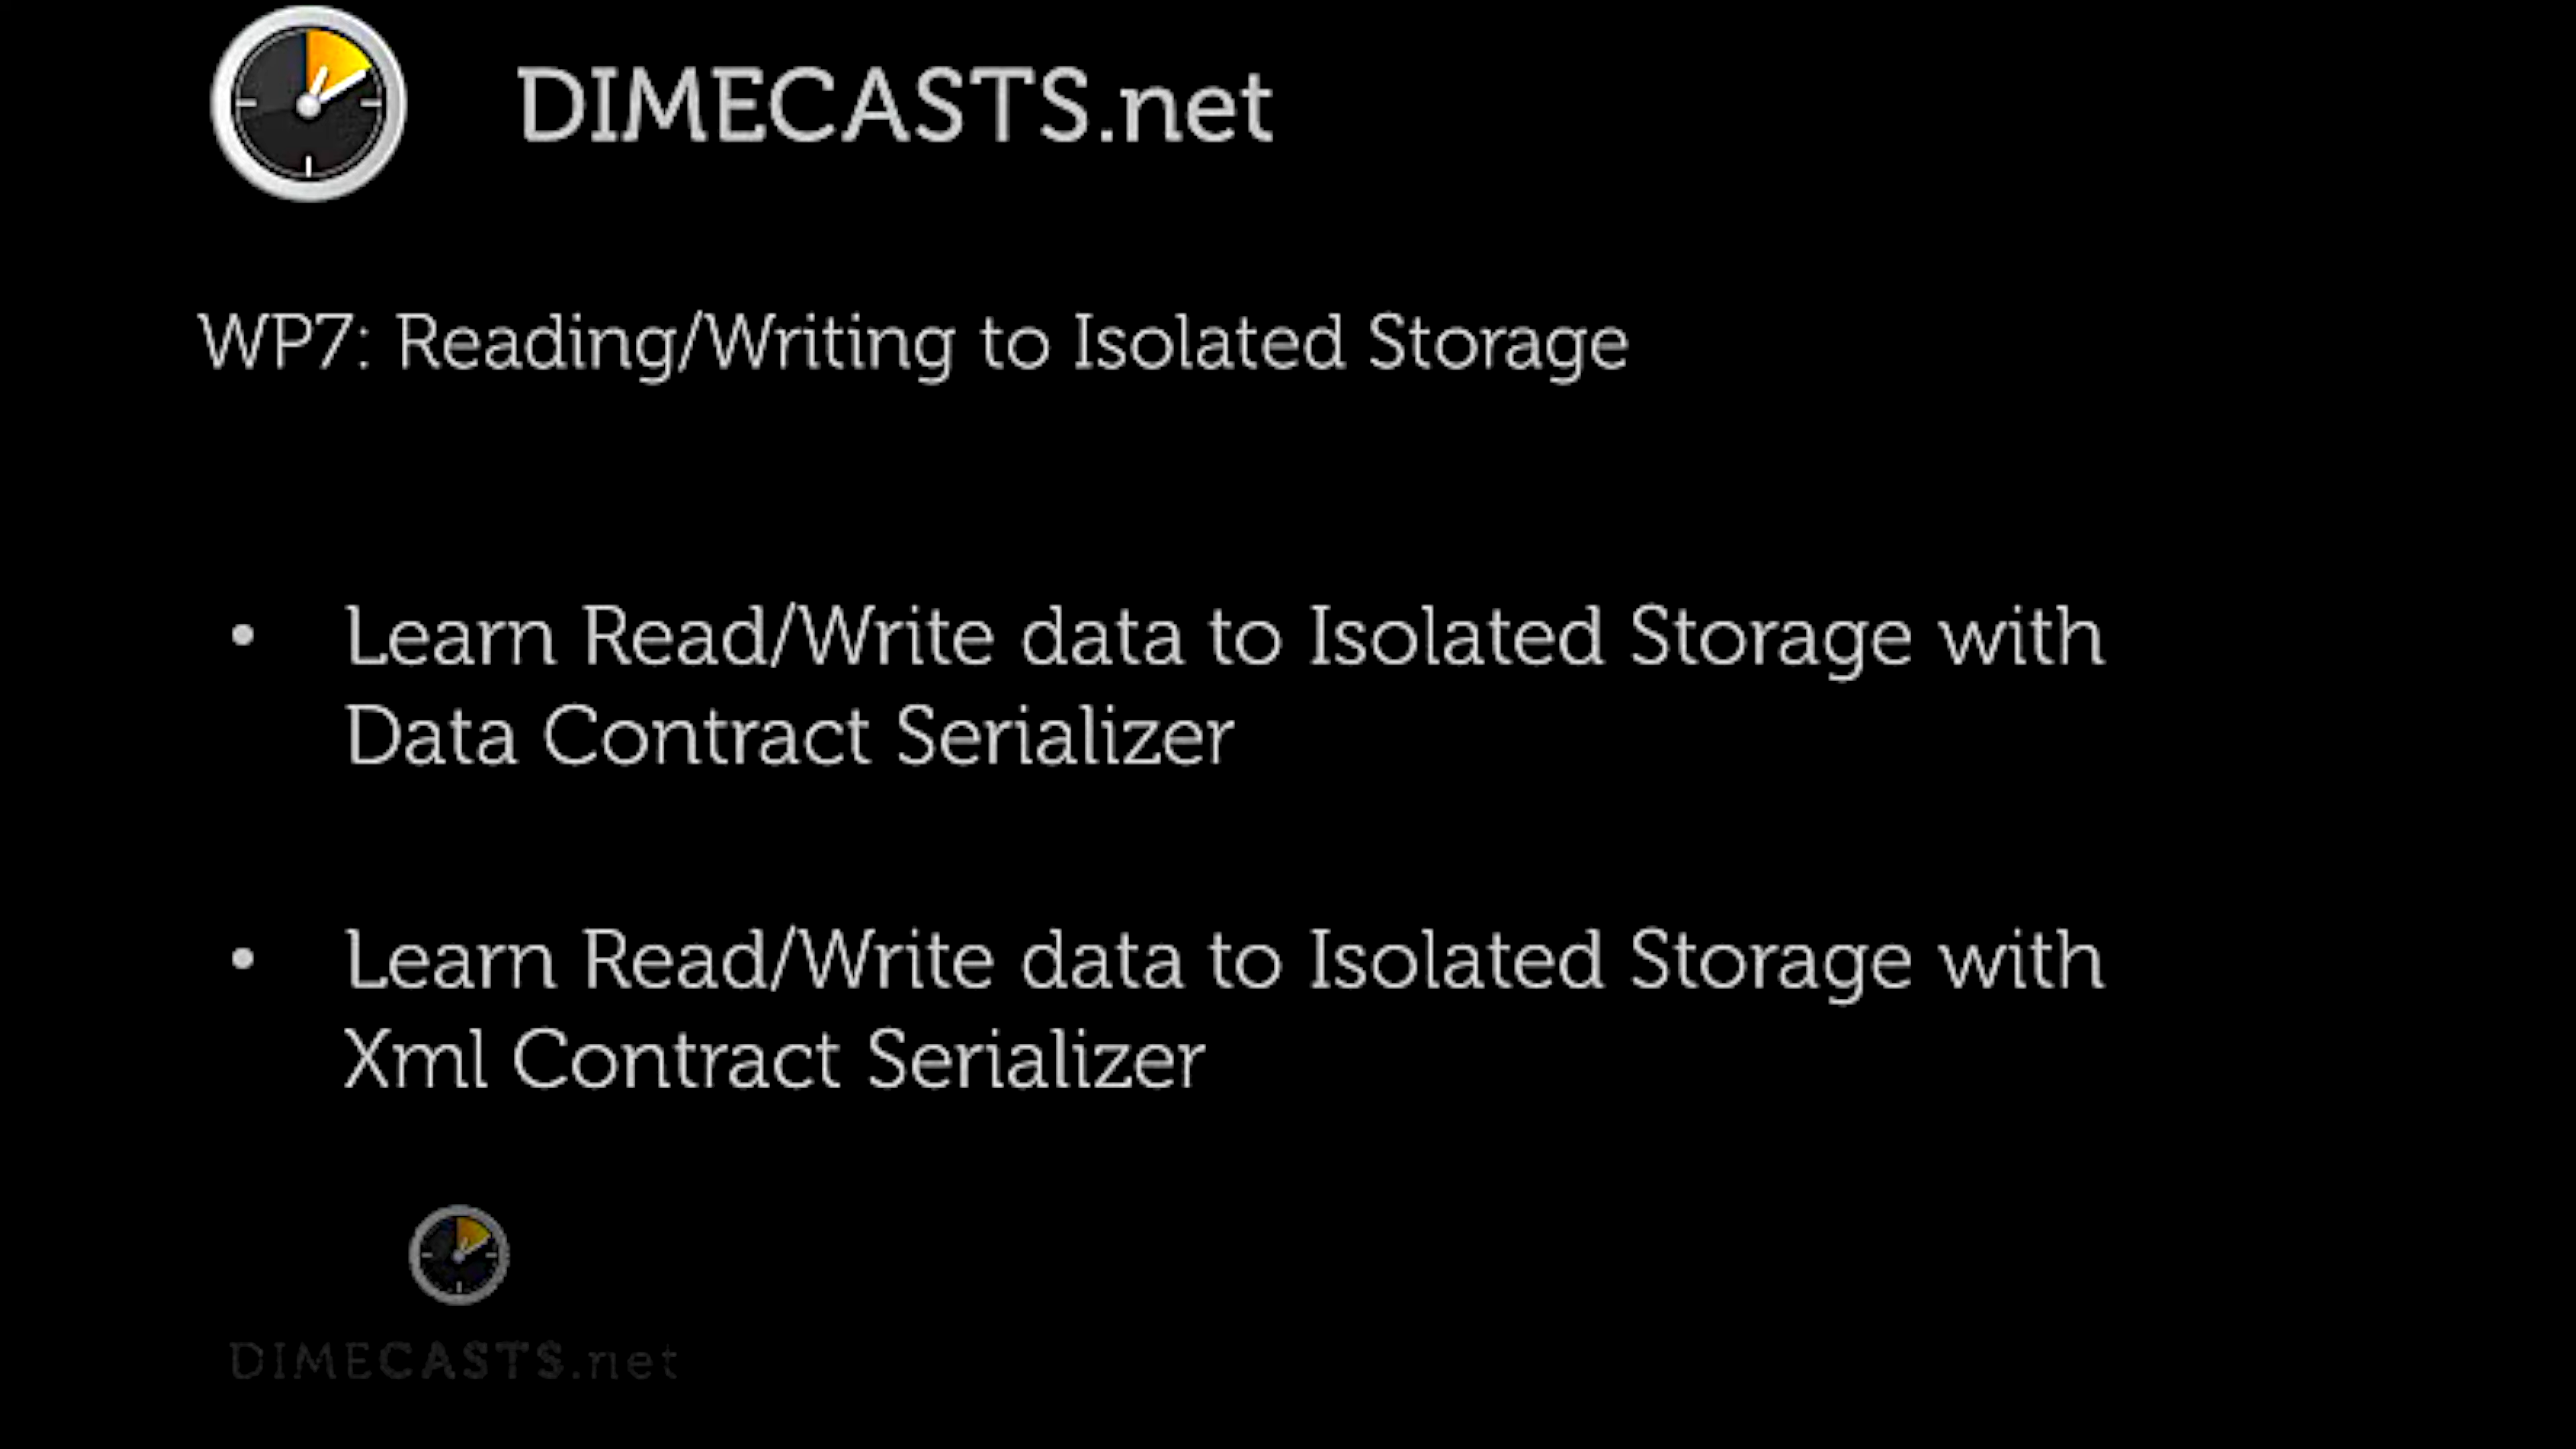 DIMECASTS.net
WP7: Reading/Writing to Isolated Storage
• Learn Read/Write data to Isolated Storage with
Data Contract Serializer
• Learn Read/Write data to Isolated Storage with
Xml Contract Serializer
DIMECASTS.net